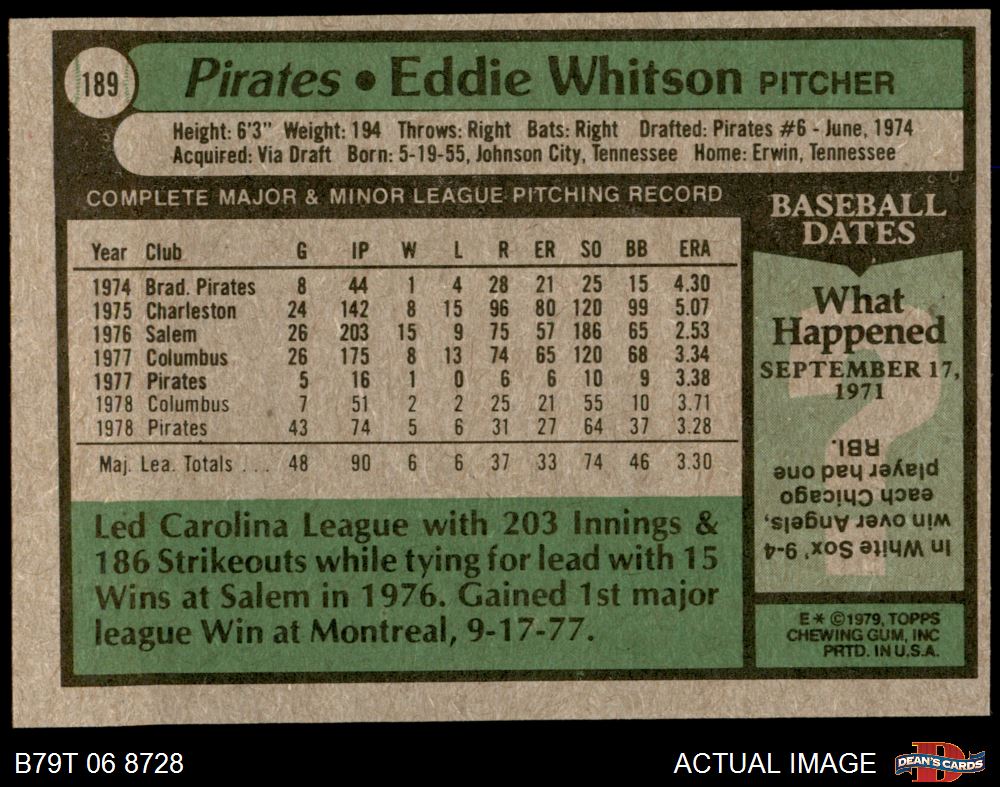 189
Pirates • Eddie Whitson PITCHER
Height: 6'3" Weight: 194 Throws: Right Bats: Right Drafted: Pirates #6 - June, 1974
Acquired: Via Draft Born: 5-19-55, Johnson City, Tennessee Home: Erwin, Tennessee
COMPLETE MAJOR & MINOR LEAGUE PITCHING RECORD
Year Club G IP W L R ER SO BB ERA
1974 Brad. Pirates 8 44 1 4 28 21 25 15 4.30
1975 Charleston 24 142 8 15 96 80 120 99 5.07
1976 Salem 26 203 15 9 75 57 186 65 2.53
1977 Columbus 26 175 8 13 74 65 120 68 3.34
1977 Pirates 5 16 1 0 6 6 10 9 3.38
1978 Columbus 7 51 2 2 25 21 55 10 3.71
1978 Pirates 43 74 5 6 31 27 64 37 3.28
Maj. Lea. Totals ... 48 90 6 6 37 33 74 46 3.30
Led Carolina League with 203 Innings &
186 Strikeouts while tying for lead with 15
Wins at Salem in 1976. Gained 1st major
league Win at Montreal, 9-17-77.
BASEBALL
DATES
What
Happened
SEPTEMBER 17,
1971
?
In White Sox' 9-4
win over Angels,
each Chicago
player had one
RBI.
E* ©1979, TOPPS
CHEWING GUM, INC
PRTD. IN U.S.A.
B79T 06 8728
ACTUAL IMAGE
D
DEAN'S CARDS